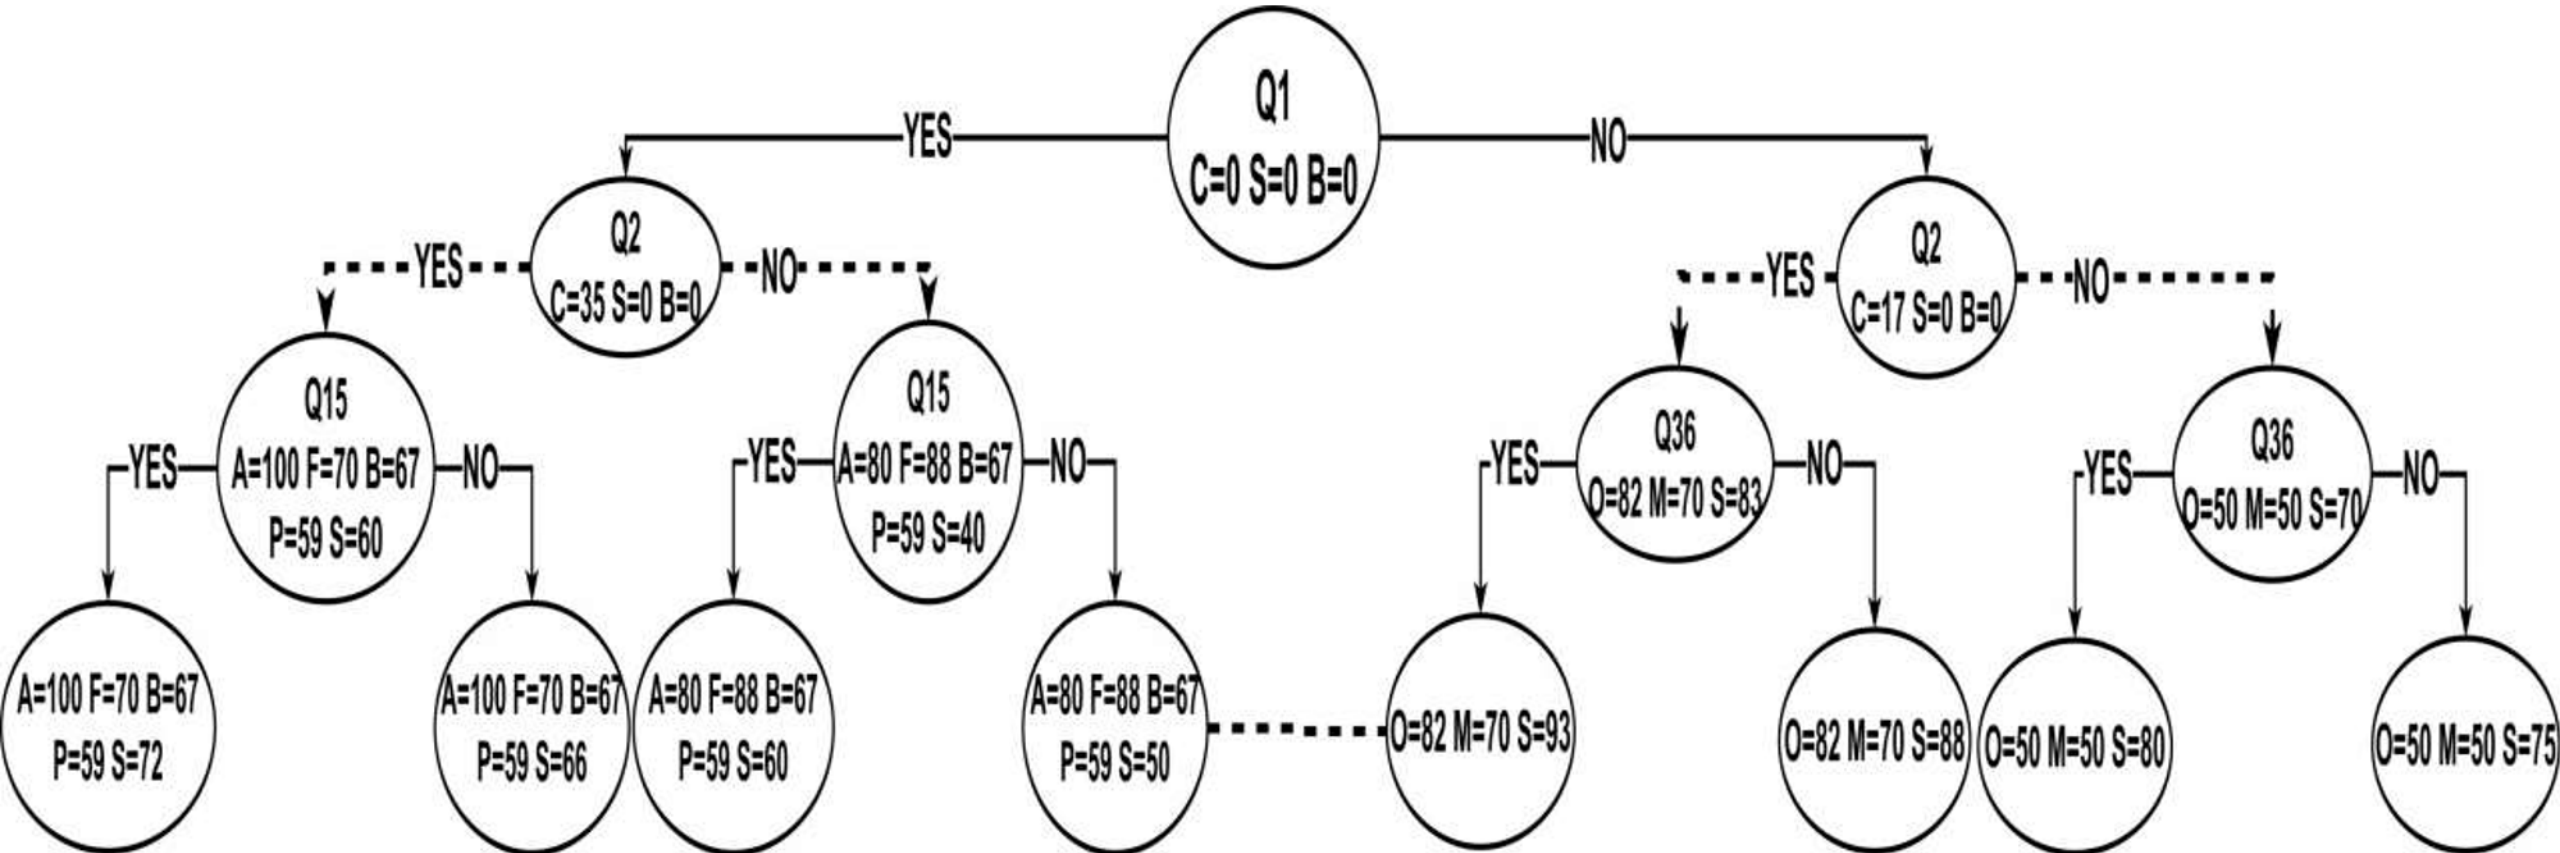 Q1
C=0 S=0 B=0
YES
NO
Q2
C=35 S=0 B=0
YES
NO
Q2
C=17 S=0 B=0
YES
NO
Q15
A=100 F=70 B=67
P=59 S=60
YES
NO
Q15
A=80 F=88 B=67
P=59 S=40
YES
NO
Q36
O=82 M=70 S=83
YES
NO
Q36
O=50 M=50 S=70
YES
NO
A=100 F=70 B=67
P=59 S=72
A=100 F=70 B=67
P=59 S=66
A=80 F=88 B=67
P=59 S=60
A=80 F=88 B=67
P=59 S=50
O=82 M=70 S=93
O=82 M=70 S=88
O=50 M=50 S=80
O=50 M=50 S=75